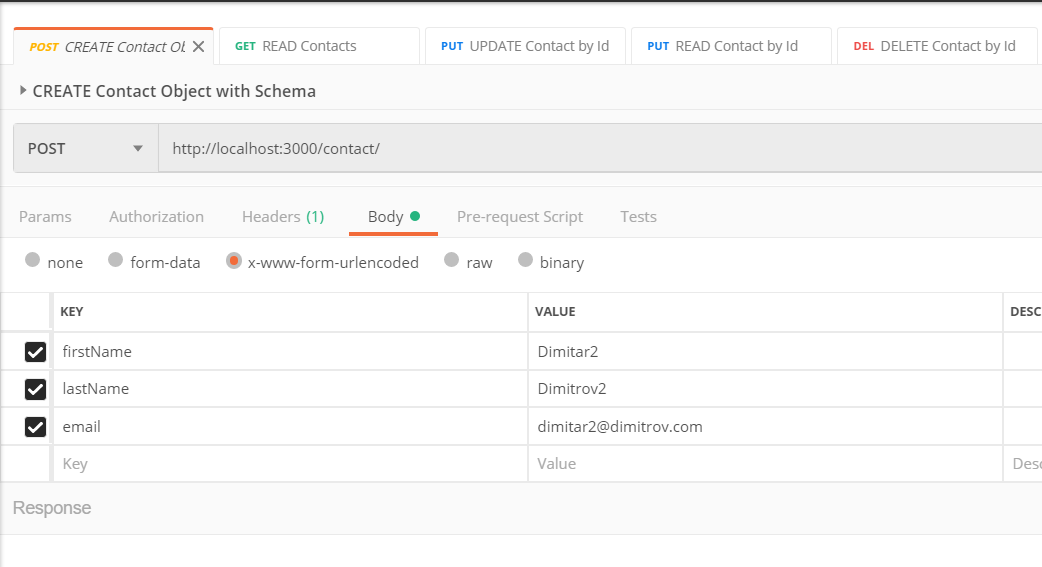 POST CREATE Contact Ob GET READ Contacts PUT UPDATE Contact by Id PUT READ Contact by Id DEL DELETE Contact by Id
CREATE Contact Object with Schema
POST http://localhost:3000/contact/
Params Authorization Headers (1) Body Pre-request Script Tests
none form-data x-www-form-urlencoded raw binary
KEY VALUE DESC
firstName Dimitar2
lastName Dimitrov2
email dimitar2@dimitrov.com
Key Value Desc
Response